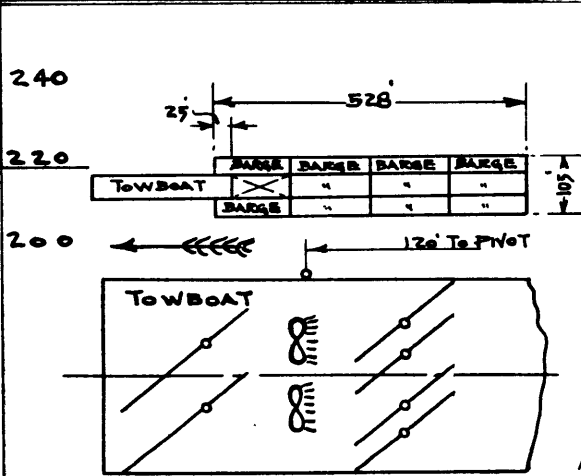 240
528'
25'
220
BARGE BARGE BARGE BARGE
TOWBOAT " " "
BARGE " " "
105'
200
120' TO PIVOT
TOWBOAT